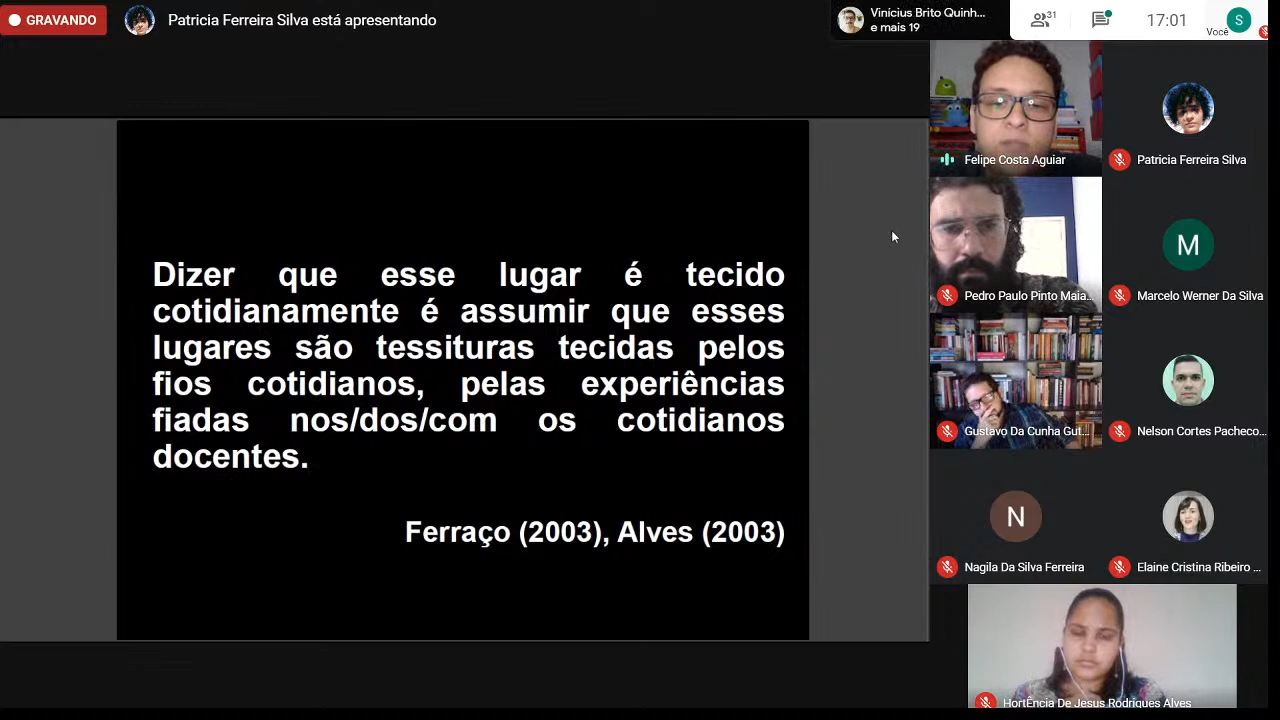 GRAVANDO
Patricia Ferreira Silva está apresentando
Vinícius Brito Quinh...
e mais 19
31
17:01
S
Você
Felipe Costa Aguiar
Patricia Ferreira Silva
Pedro Paulo Pinto Maia...
M
Marcelo Werner Da Silva
Gustavo Da Cunha Gut...
Nelson Cortes Pacheco...
N
Nagila Da Silva Ferreira
Elaine Cristina Ribeiro ...
HortÊncia De Jesus Rodrigues Alves
Dizer que esse lugar é tecido
cotidianamente é assumir que esses
lugares são tessituras tecidas pelos
fios cotidianos, pelas experiências
fiadas nos/dos/com os cotidianos
docentes.
Ferraço (2003), Alves (2003)